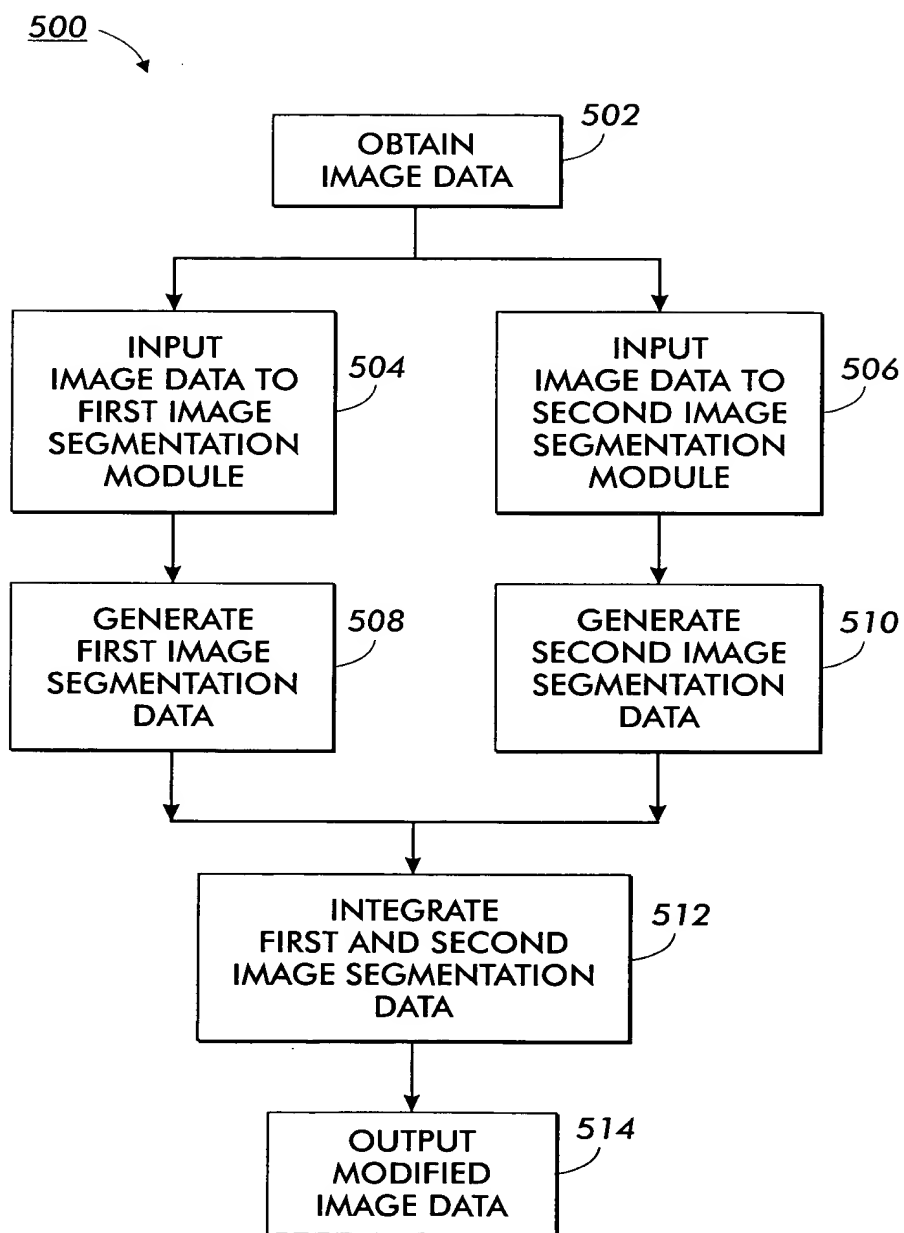 500
502
OBTAIN
IMAGE DATA
INPUT
IMAGE DATA TO
FIRST IMAGE
SEGMENTATION
MODULE
504
INPUT
IMAGE DATA TO
SECOND IMAGE
SEGMENTATION
MODULE
506
GENERATE
FIRST IMAGE
SEGMENTATION
DATA
508
GENERATE
SECOND IMAGE
SEGMENTATION
DATA
510
INTEGRATE
FIRST AND SECOND
IMAGE SEGMENTATION
DATA
512
OUTPUT
MODIFIED
IMAGE DATA
514